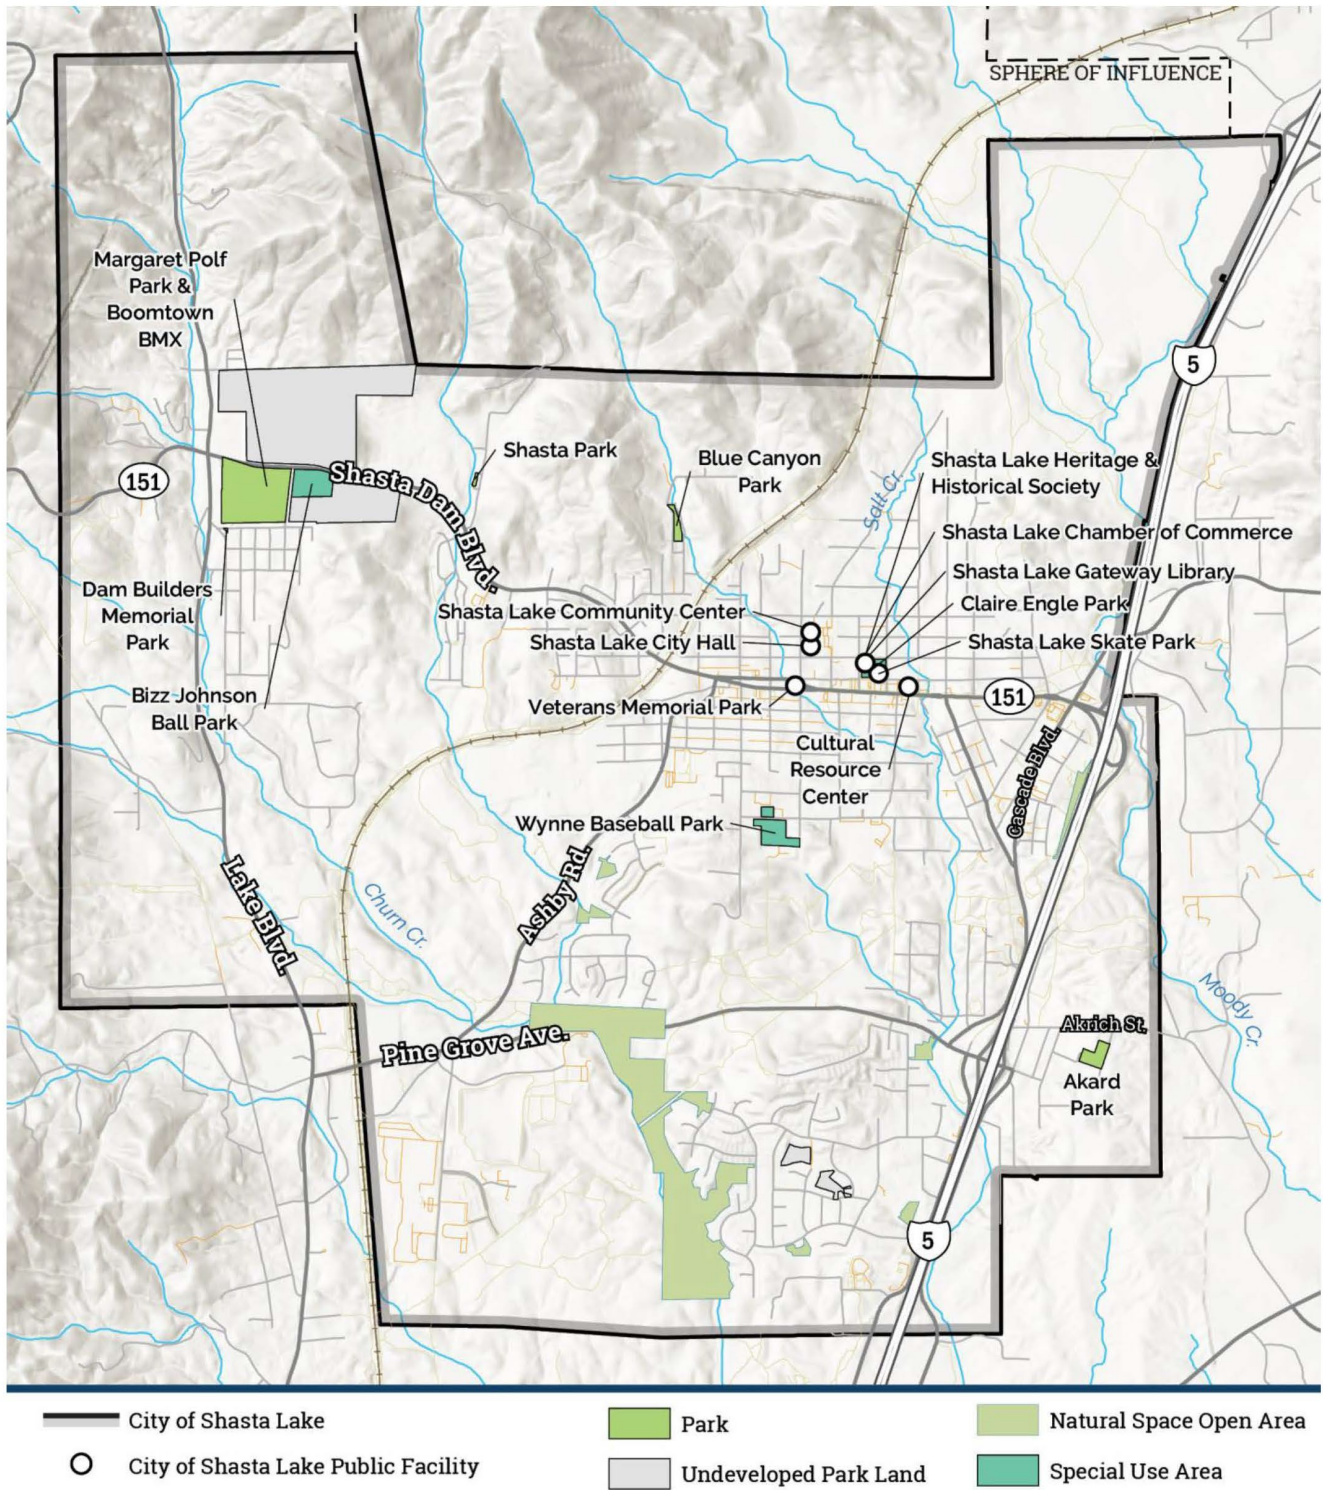 SPHERE OF INFLUENCE
Margaret Polf
Park &
Boomtown
BMX
5
Shasta Park
Blue Canyon
Park
Salt Cr.
Shasta Lake Heritage &
Historical Society
151
Shasta Dam Blvd.
Shasta Lake Chamber of Commerce
Shasta Lake Gateway Library
Dam Builders
Memorial
Park
Shasta Lake Community Center
Claire Engle Park
Shasta Lake City Hall
Shasta Lake Skate Park
Bizz Johnson
Ball Park
Veterans Memorial Park
151
Cultural
Resource
Center
Cascade Blvd.
Wynne Baseball Park
Lake Blvd.
Churn Cr.
Ashby Rd.
Moody Cr.
Pine Grove Ave.
Akrich St.
Akard
Park
5
City of Shasta Lake
Park
Natural Space Open Area
City of Shasta Lake Public Facility
Undeveloped Park Land
Special Use Area